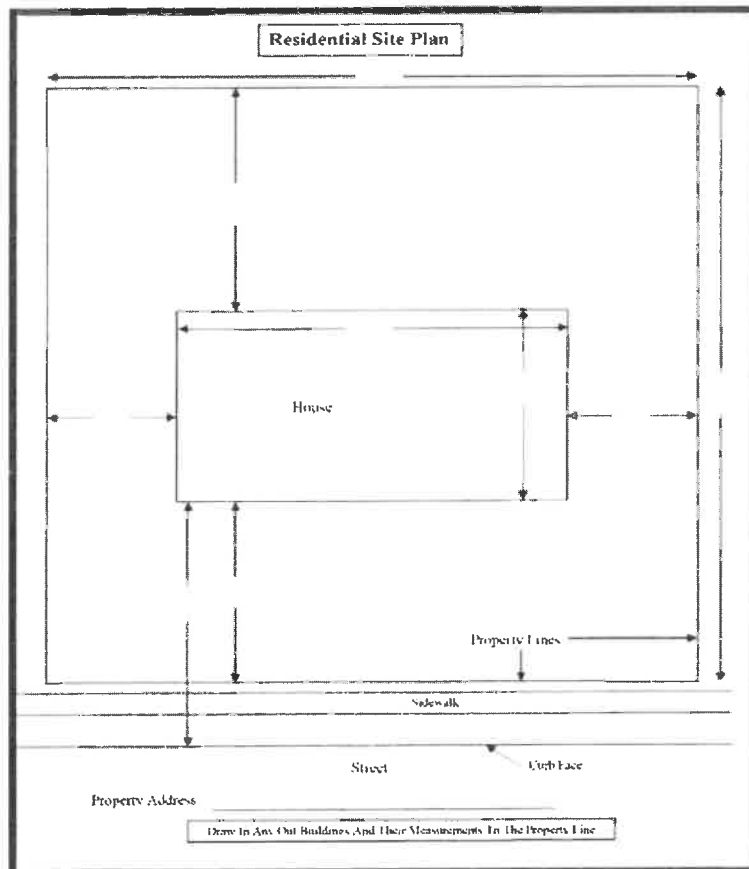 Residential Site Plan
House
Property Lines
Sidewalk
Street
Curb Face
Property Address
Draw In Any Out Buildings And Their Measurements To The Property Line